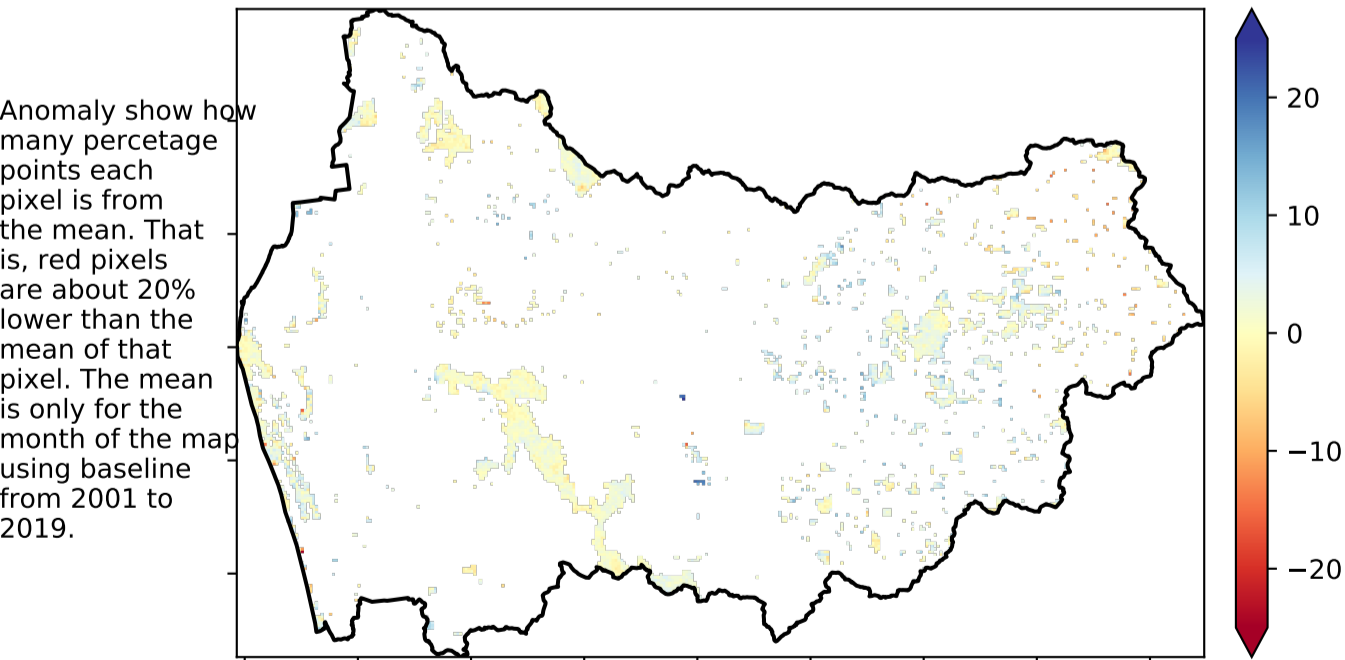 Anomaly show how
many percetage
points each
pixel is from
the mean. That
is, red pixels
are about 20%
lower than the
mean of that
pixel. The mean
is only for the
month of the map
using baseline
from 2001 to
2019.
20
10
0
−10
−20